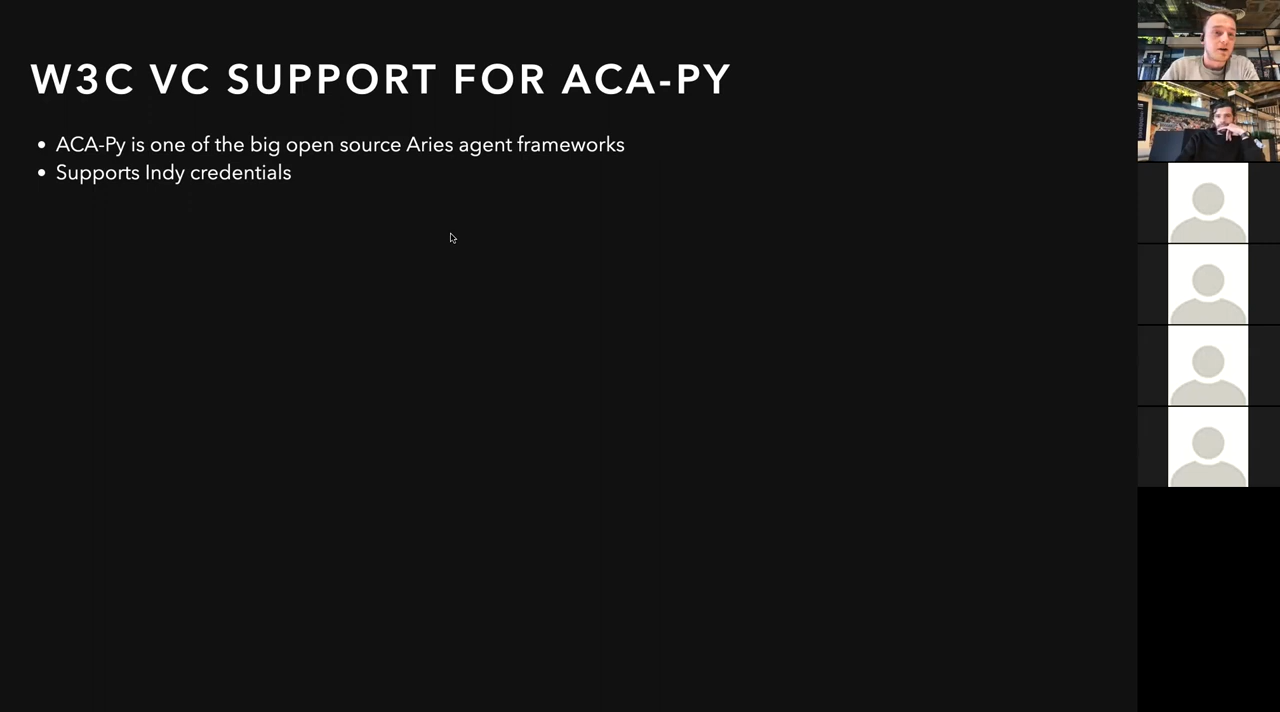 W3C VC SUPPORT FOR ACA-PY
• ACA-Py is one of the big open source Aries agent frameworks
• Supports Indy credentials